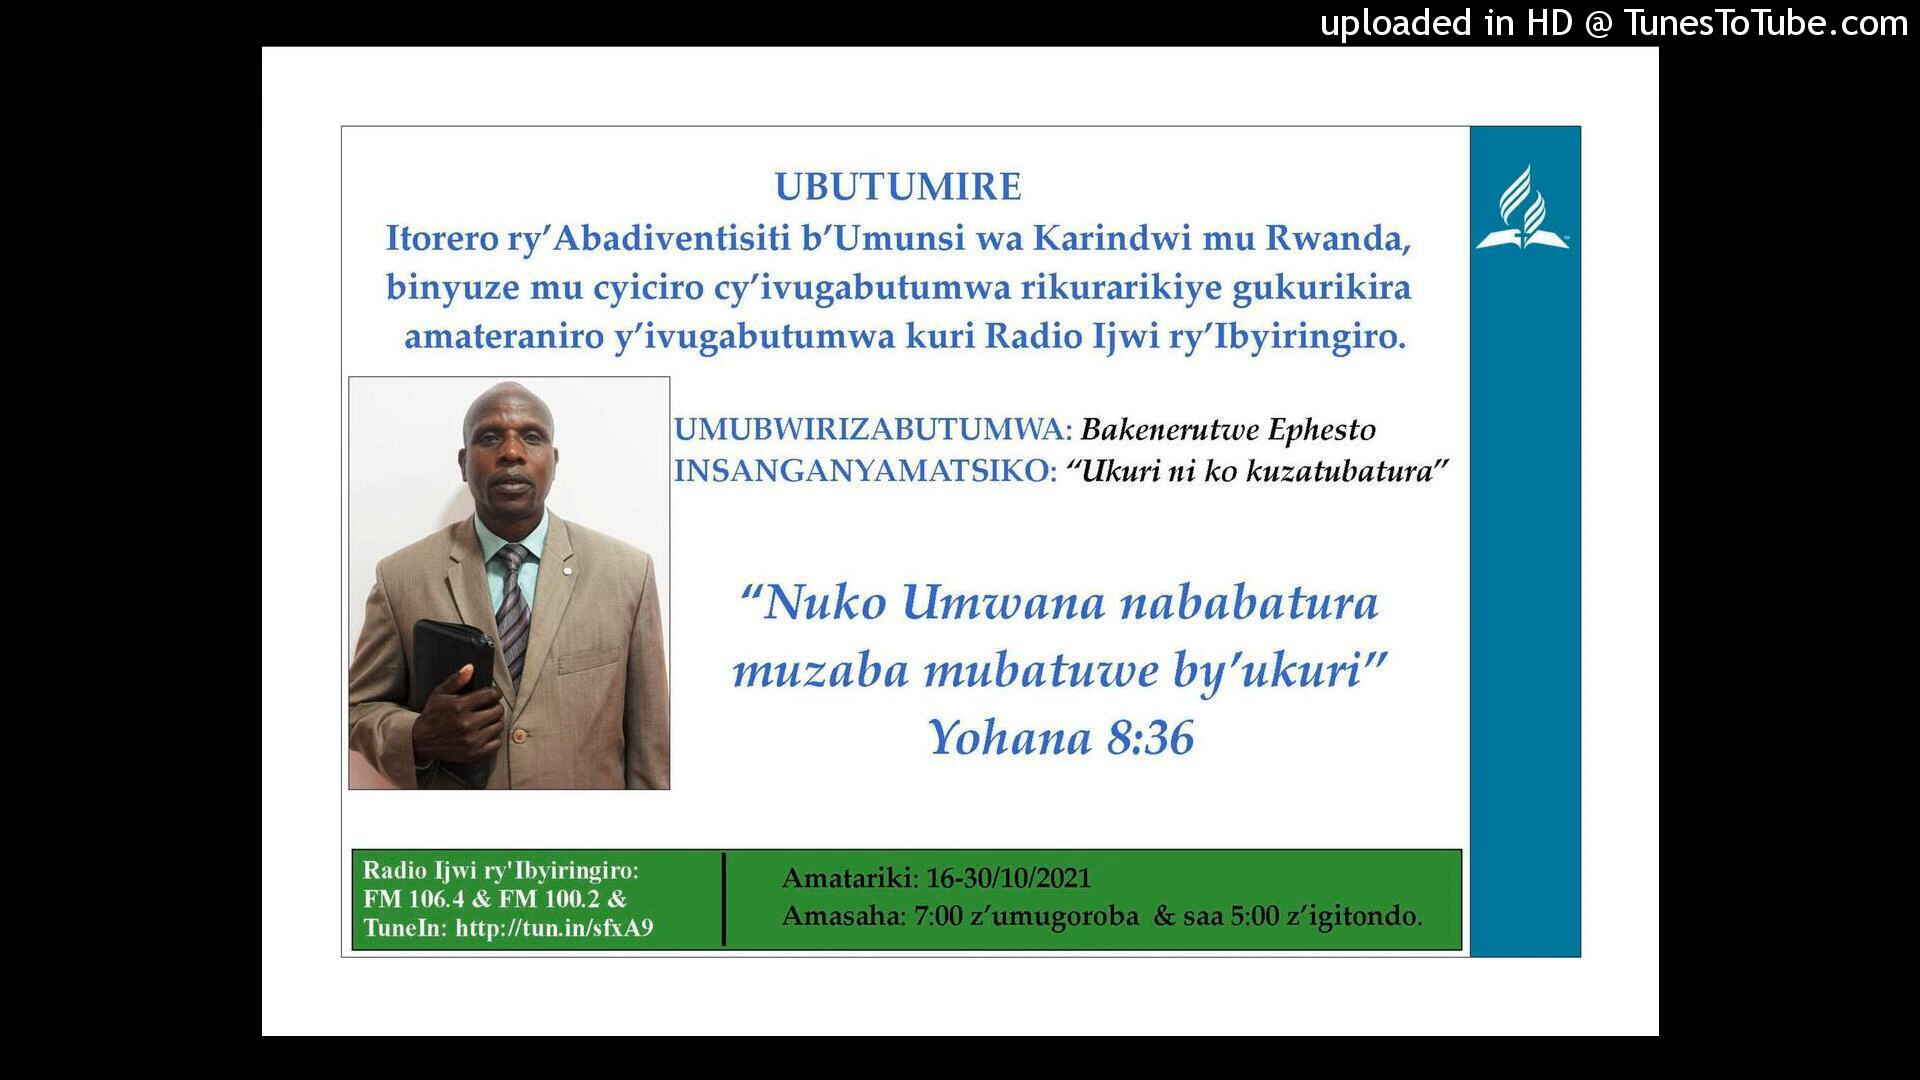 uploaded in HD @ TunesToTube.com
UBUTUMIRE
Itorero ry’Abadiventisiti b’Umunsi wa Karindwi mu Rwanda,
binyuze mu cyiciro cy’ivugabutumwa rikurarikiye gukurikira
amateraniro y’ivugabutumwa kuri Radio Ijwi ry’Ibyiringiro.
UMUBWIRIZABUTUMWA: Bakenerutwe Ephesto
INSANGANYAMATSIKO: “Ukuri ni ko kuzatubatura”
“Nuko Umwana nababatura
muzaba mubatuwe by’ukuri”
Yohana 8:36
Radio Ijwi ry'Ibyiringiro:
FM 106.4 & FM 100.2 &
TuneIn: http://tun.in/sfxA9
Amatariki: 16-30/10/2021
Amasaha: 7:00 z’umugoroba & saa 5:00 z’igitondo.